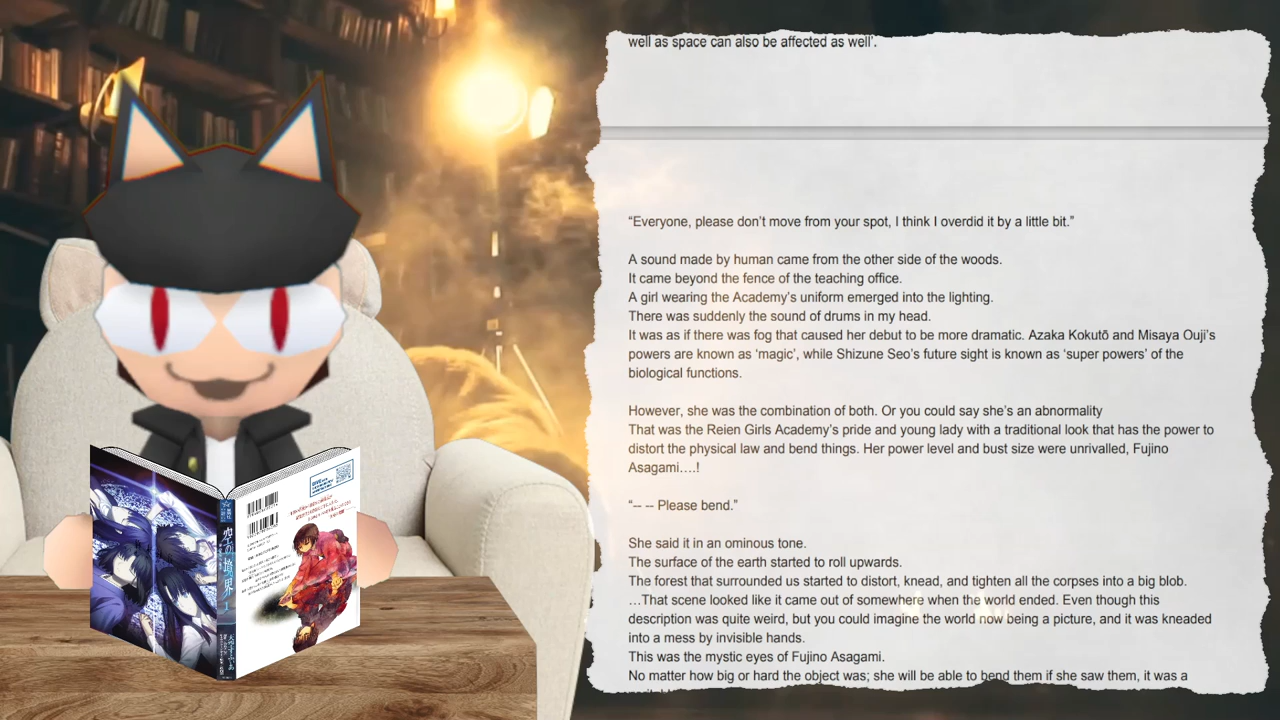 well as space can also be affected as well’.
“Everyone, please don’t move from your spot, I think I overdid it by a little bit.”
A sound made by human came from the other side of the woods.
It came beyond the fence of the teaching office.
A girl wearing the Academy’s uniform emerged into the lighting.
There was suddenly the sound of drums in my head.
It was as if there was fog that caused her debut to be more dramatic. Azaka Kokutō and Misaya Ouji’s
powers are known as ‘magic’, while Shizune Seo’s future sight is known as ‘super powers’ of the
biological functions.
However, she was the combination of both. Or you could say she’s an abnormality
That was the Reien Girls Academy’s pride and young lady with a traditional look that has the power to
distort the physical law and bend things. Her power level and bust size were unrivalled, Fujino
Asagami….!
“-- -- Please bend.”
She said it in an ominous tone.
The surface of the earth started to roll upwards.
The forest that surrounded us started to distort, knead, and tighten all the corpses into a big blob.
…That scene looked like it came out of somewhere when the world ended. Even though this
description was quite weird, but you could imagine the world now being a picture, and it was kneaded
into a mess by invisible hands.
This was the mystic eyes of Fujino Asagami.
No matter how big or hard the object was; she will be able to bend them if she saw them, it was a
空の境界
1